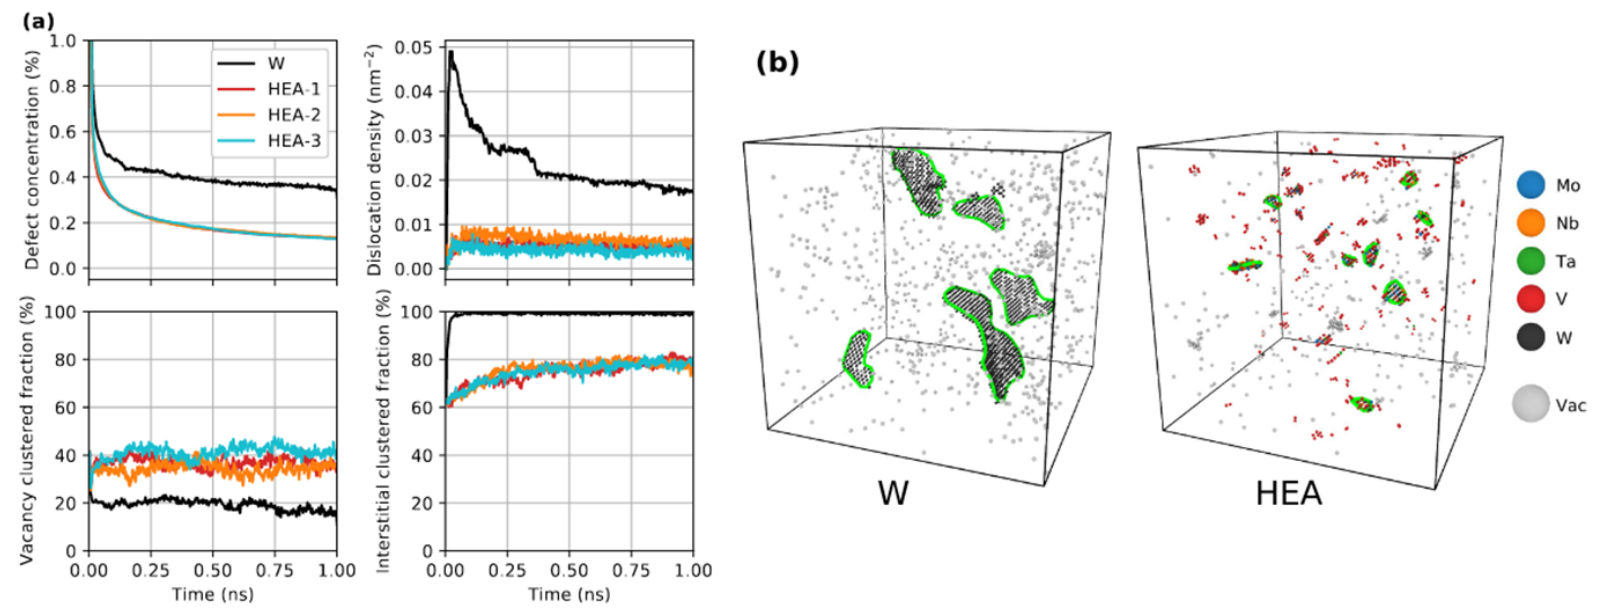 (a)
Defect concentration (%)
1.0
0.8
0.6
0.4
0.2
0.0
W
HEA-1
HEA-2
HEA-3
Dislocation density (nm⁻²)
0.05
0.04
0.03
0.02
0.01
0.00
Vacancy clustered fraction (%)
100
80
60
40
20
0
0.00 0.25 0.50 0.75 1.00
Time (ns)
Interstitial clustered fraction (%)
100
80
60
40
20
0
0.00 0.25 0.50 0.75 1.00
Time (ns)
(b)
W
HEA
Mo
Nb
Ta
V
W
Vac